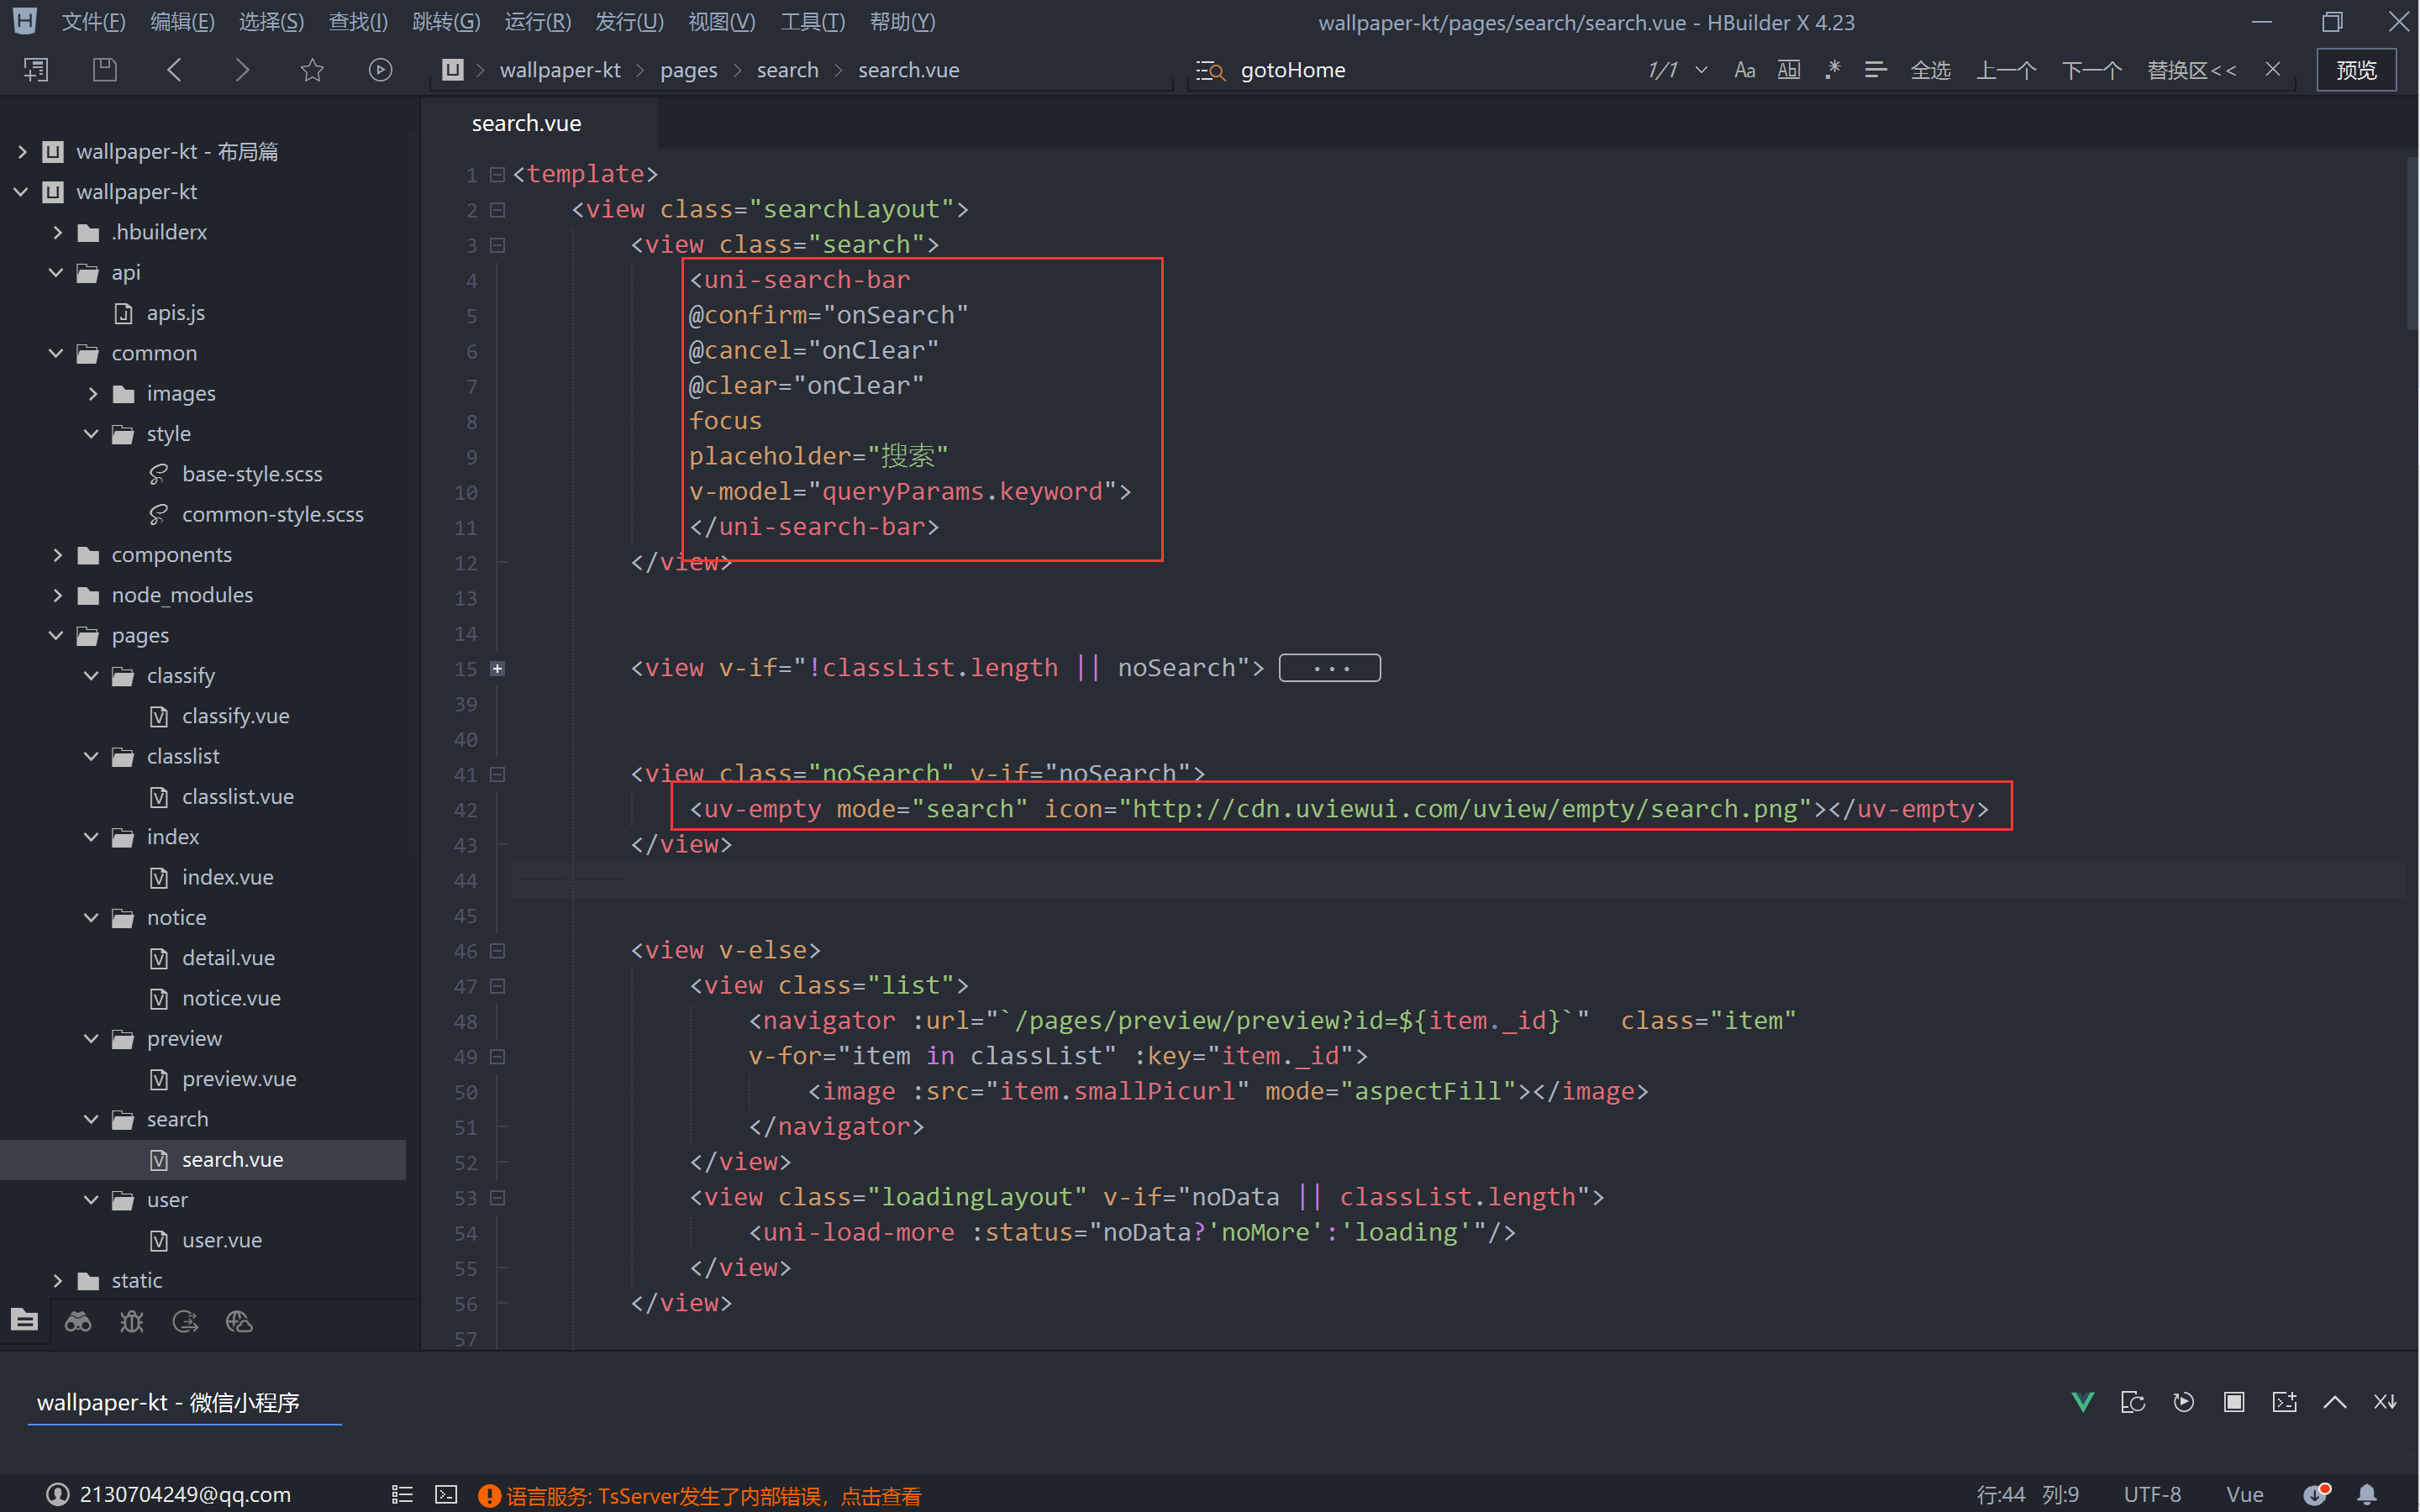 文件(F) 编辑(E) 选择(S) 查找(I) 跳转(G) 运行(R) 发行(U) 视图(V) 工具(T) 帮助(Y) wallpaper-kt/pages/search/search.vue - HBuilder X 4.23
wallpaper-kt pages search search.vue gotoHome 1/1 Aa Ab .* 全选 上一个 下一个 替换区<< 预览
search.vue
wallpaper-kt - 布局篇
wallpaper-kt
.hbuilderx
api
apis.js
common
images
style
base-style.scss
common-style.scss
components
node_modules
pages
classify
classify.vue
classlist
classlist.vue
index
index.vue
notice
detail.vue
notice.vue
preview
preview.vue
search
search.vue
user
user.vue
static
1 <template>
2 <view class="searchLayout">
3 <view class="search">
4 <uni-search-bar
5 @confirm="onSearch"
6 @cancel="onClear"
7 @clear="onClear"
8 focus
9 placeholder="搜索"
10 v-model="queryParams.keyword">
11 </uni-search-bar>
12 </view>
13
14
15 <view v-if="!classList.length || noSearch"> ...
39
40
41 <view class="noSearch" v-if="noSearch">
42 <uv-empty mode="search" icon="http://cdn.uviewui.com/uview/empty/search.png"></uv-empty>
43 </view>
44
45
46 <view v-else>
47 <view class="list">
48 <navigator :url="`/pages/preview/preview?id=${item._id}`"  class="item"
49 v-for="item in classList" :key="item._id">
50 <image :src="item.smallPicurl" mode="aspectFill"></image>
51 </navigator>
52 </view>
53 <view class="loadingLayout" v-if="noData || classList.length">
54 <uni-load-more :status="noData?'noMore':'loading'"/>
55 </view>
56 </view>
57
wallpaper-kt - 微信小程序
2130704249@qq.com 语言服务: TsServer发生了内部错误，点击查看 行:44 列:9 UTF-8 Vue